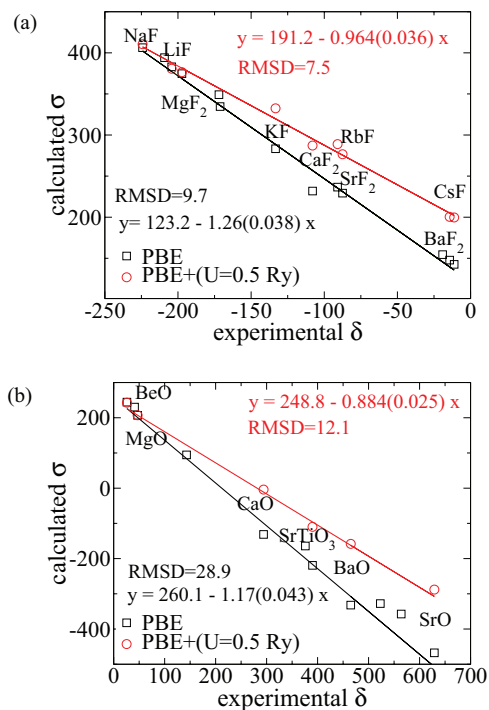 (a)
y = 191.2 - 0.964(0.036) x
RMSD=7.5
NaF
LiF
MgF2
KF
CaF2
RbF
SrF2
CsF
BaF2
RMSD=9.7
y= 123.2 - 1.26(0.038) x
PBE
PBE+(U=0.5 Ry)
calculated σ
400
300
200
100
-250 -200 -150 -100 -50 0
experimental δ
(b)
y = 248.8 - 0.884(0.025) x
RMSD=12.1
BeO
MgO
CaO
SrTiO3
BaO
SrO
RMSD=28.9
y = 260.1 - 1.17(0.043) x
PBE
PBE+(U=0.5 Ry)
calculated σ
200
0
-200
-400
0 100 200 300 400 500 600 700
experimental δ